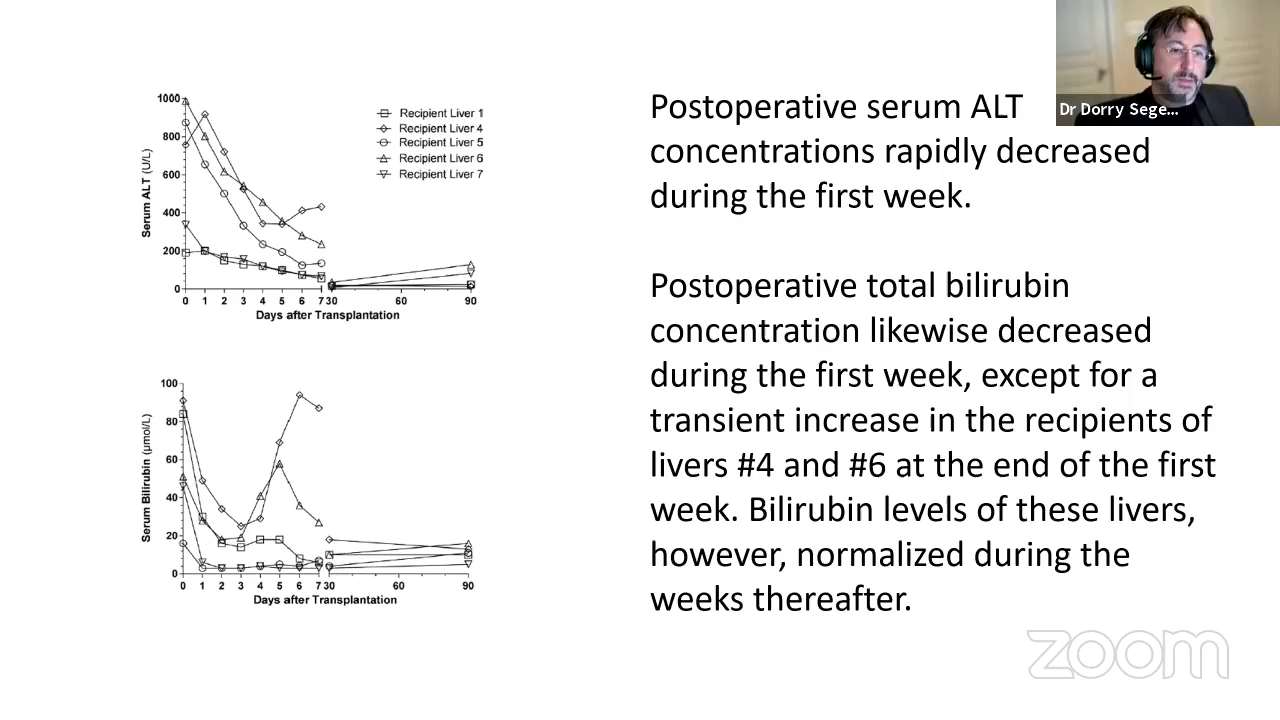 1000
800
600
400
200
0
Serum ALT (U/L)
Recipient Liver 1
Recipient Liver 4
Recipient Liver 5
Recipient Liver 6
Recipient Liver 7
0 1 2 3 4 5 6 7 30 60 90
Days after Transplantation
100
80
60
40
20
0
Serum Bilirubin (µmol/L)
0 1 2 3 4 5 6 7 30 60 90
Days after Transplantation
Postoperative serum ALT
concentrations rapidly decreased
during the first week.
Postoperative total bilirubin
concentration likewise decreased
during the first week, except for a
transient increase in the recipients of
livers #4 and #6 at the end of the first
week. Bilirubin levels of these livers,
however, normalized during the
weeks thereafter.
Dr Dorry Sege...
zoom